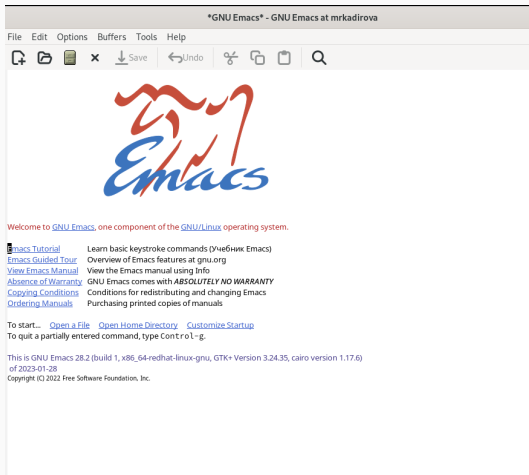 *GNU Emacs* - GNU Emacs at mrkadirova
File Edit Options Buffers Tools Help
Save Undo
Emacs
Welcome to GNU Emacs, one component of the GNU/Linux operating system.
Emacs Tutorial Learn basic keystroke commands (Учебник Emacs)
Emacs Guided Tour Overview of Emacs features at gnu.org
View Emacs Manual View the Emacs manual using Info
Absence of Warranty GNU Emacs comes with ABSOLUTELY NO WARRANTY
Copying Conditions Conditions for redistributing and changing Emacs
Ordering Manuals Purchasing printed copies of manuals
To start... Open a File Open Home Directory Customize Startup
To quit a partially entered command, type Control-g.
This is GNU Emacs 28.2 (build 1, x86_64-redhat-linux-gnu, GTK+ Version 3.24.35, cairo version 1.17.6)
of 2023-01-28
Copyright (C) 2022 Free Software Foundation, Inc.